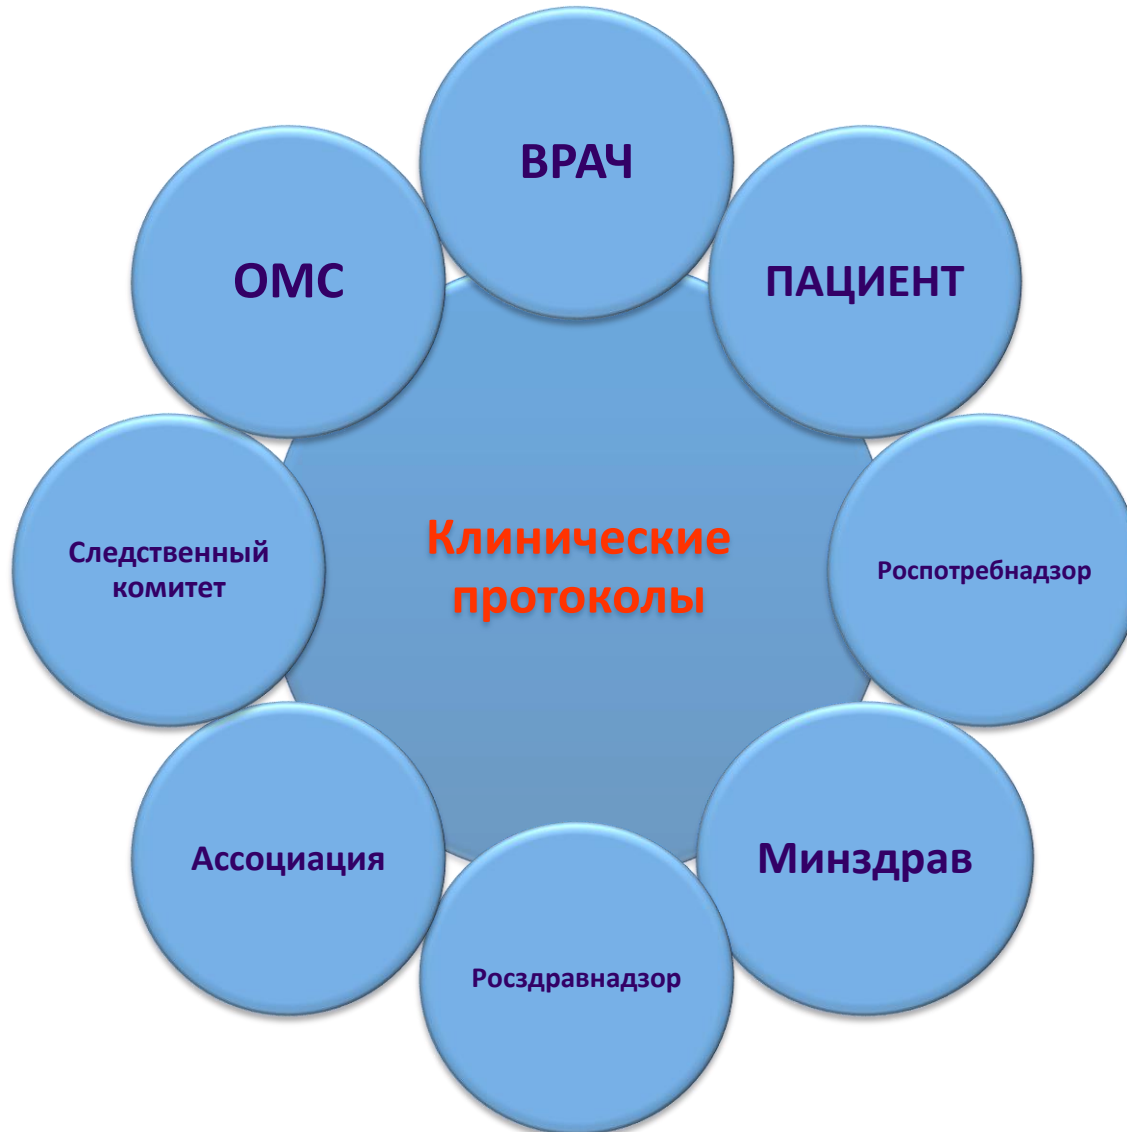 ВРАЧ
ОМС
ПАЦИЕНТ
Клинические
протоколы
Следственный
комитет
Роспотребнадзор
Ассоциация
Минздрав
Росздравнадзор